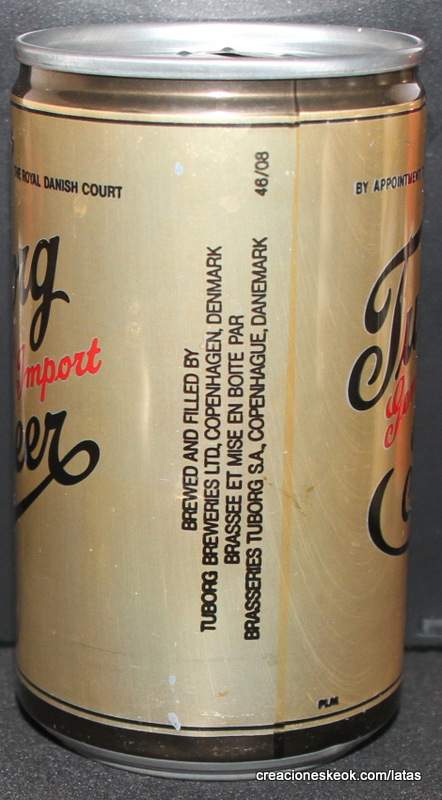 THE ROYAL DANISH COURT
BY APPOINTMENT
46/08
Import
BREWED AND FILLED BY
TUBORG BREWERIES LTD, COPENHAGEN, DENMARK
BRASSEE ET MISE EN BOITE PAR
BRASSERIES TUBORG S.A., COPENHAGUE, DANEMARK
PLM
creacioneskeok.com/latas